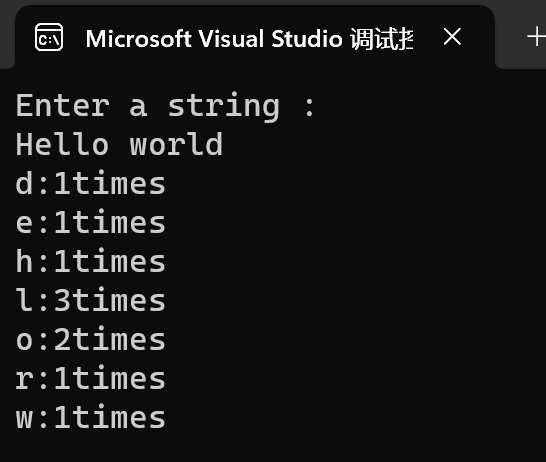 Microsoft Visual Studio 调试
Enter a string :
Hello world
d:1times
e:1times
h:1times
l:3times
o:2times
r:1times
w:1times